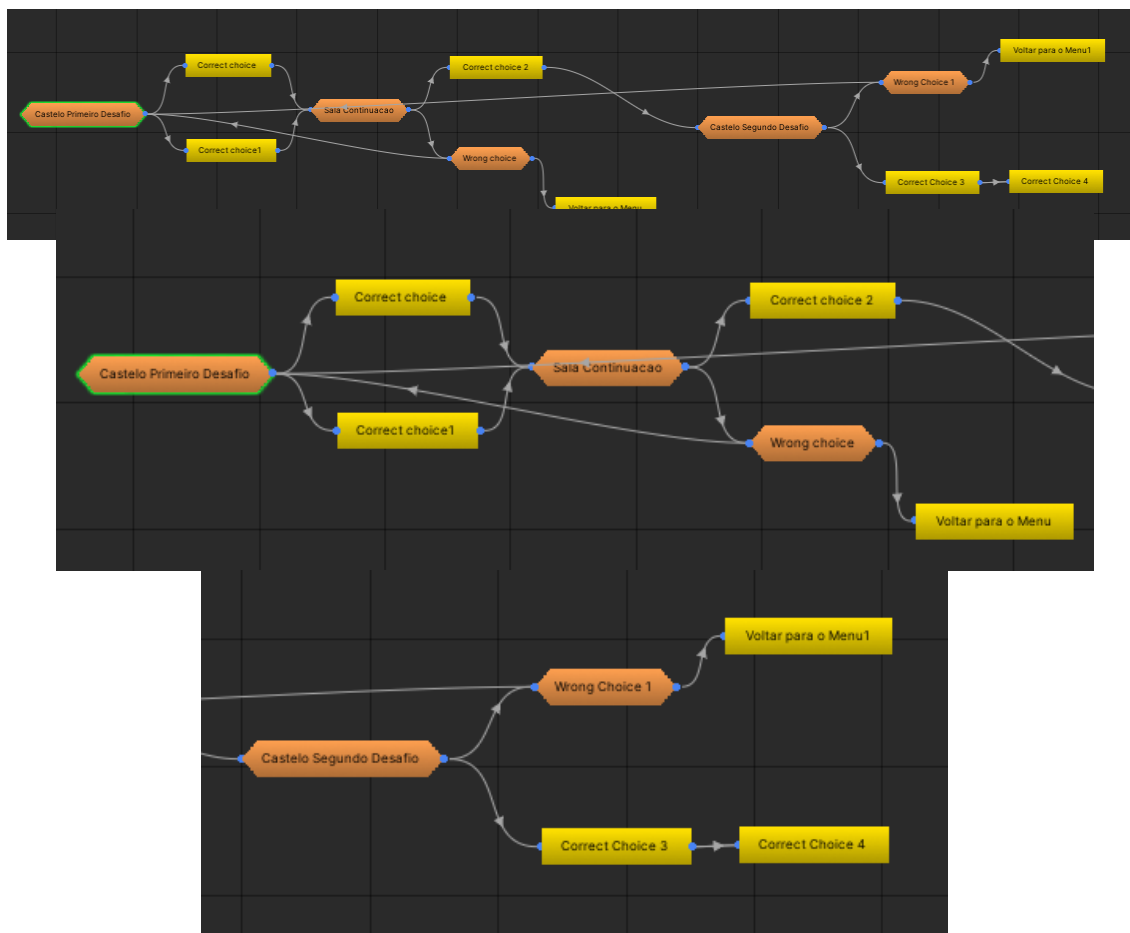 Correct choice
Castelo Primeiro Desafio
Correct choice1
Sala Continuacao
Correct choice 2
Wrong choice
Voltar para o Menu
Castelo Segundo Desafio
Wrong Choice 1
Voltar para o Menu1
Correct Choice 3
Correct Choice 4
Correct choice
Castelo Primeiro Desafio
Correct choice1
Sala Continuacao
Correct choice 2
Wrong choice
Voltar para o Menu
Voltar para o Menu1
Wrong Choice 1
Castelo Segundo Desafio
Correct Choice 3
Correct Choice 4